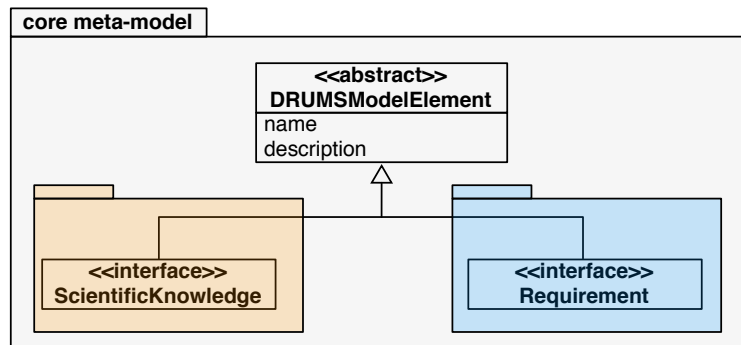 core meta-model
<<abstract>>
DRUMSModelElement
name
description
<<interface>>
ScientificKnowledge
<<interface>>
Requirement